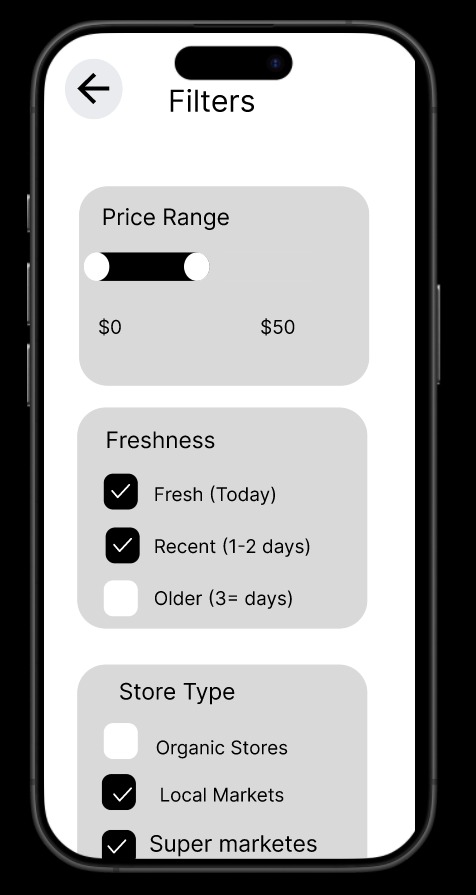 Filters
Price Range
$0 $50
Freshness
Fresh (Today)
Recent (1-2 days)
Older (3= days)
Store Type
Organic Stores
Local Markets
Super marketes